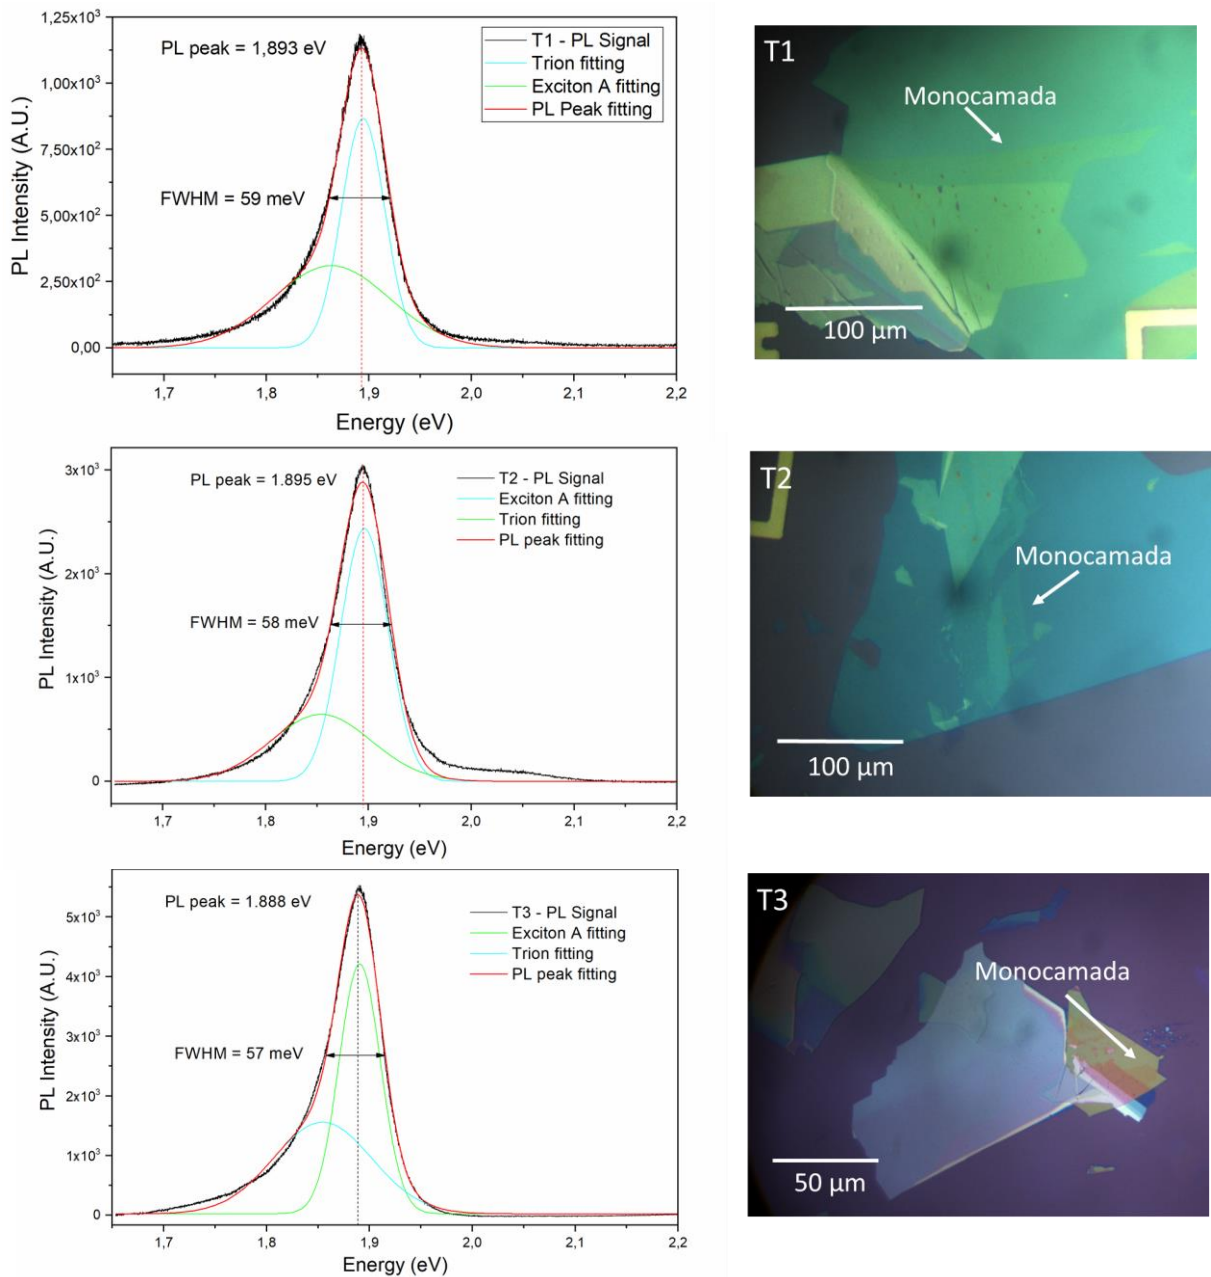 PL peak = 1,893 eV
T1 - PL Signal
Trion fitting
Exciton A fitting
PL Peak fitting
FWHM = 59 meV
PL Intensity (A.U.)
1,25x10³
1,00x10³
7,50x10²
5,00x10²
2,50x10²
0,00
1,7 1,8 1,9 2,0 2,1 2,2
Energy (eV)
T1
Monocamada
100 µm
PL peak = 1.895 eV
T2 - PL Signal
Exciton A fitting
Trion fitting
PL peak fitting
FWHM = 58 meV
PL Intensity (A.U.)
3x10³
2x10³
1x10³
0
1,7 1,8 1,9 2,0 2,1 2,2
Energy (eV)
T2
Monocamada
100 µm
PL peak = 1.888 eV
T3 - PL Signal
Exciton A fitting
Trion fitting
PL peak fitting
FWHM = 57 meV
PL Intensity (A.U.)
5x10³
4x10³
3x10³
2x10³
1x10³
0
1,7 1,8 1,9 2,0 2,1 2,2
Energy (eV)
T3
Monocamada
50 µm